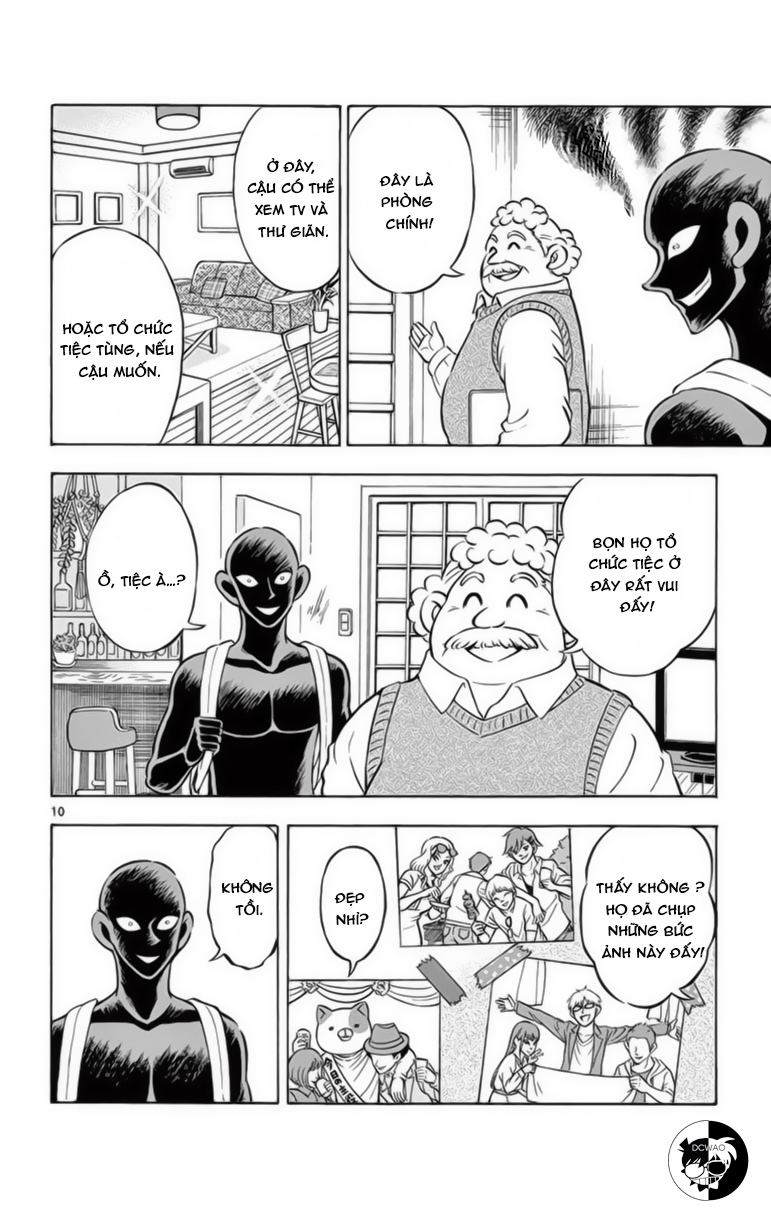 ĐÂY LÀ
PHÒNG
CHÍNH!
Ở ĐÂY,
CẬU CÓ THỂ
XEM TV VÀ
THƯ GIÃN.
HOẶC TỔ CHỨC
TIỆC TÙNG, NẾU
CẬU MUỐN.
BỌN HỌ TỔ
CHỨC TIỆC Ở
ĐÂY RẤT VUI
ĐẤY!
Ồ, TIỆC À...?
10
THẤY KHÔNG ?
HỌ ĐÃ CHỤP
NHỮNG BỨC
ẢNH NÀY ĐẤY!
ĐẸP
NHỈ?
KHÔNG
TỒI.
DCWAO